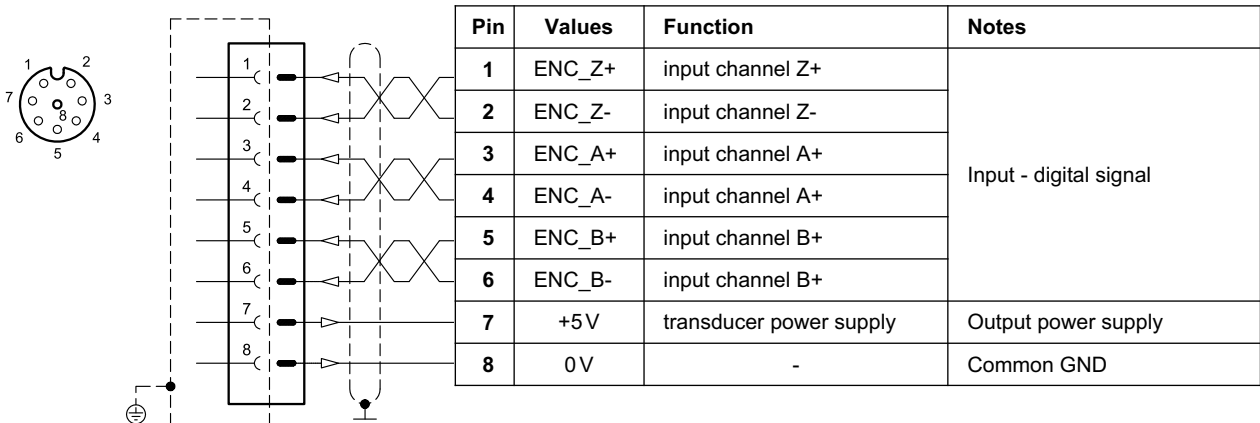 1 2
7 3
8
6 4
5
1
2
3
4
5
6
7
8
Pin Values Function Notes
1 ENC_Z+ input channel Z+
2 ENC_Z- input channel Z-
3 ENC_A+ input channel A+
Input - digital signal
4 ENC_A- input channel A+
5 ENC_B+ input channel B+
6 ENC_B- input channel B+
7 +5V transducer power supply Output power supply
8 0V - Common GND